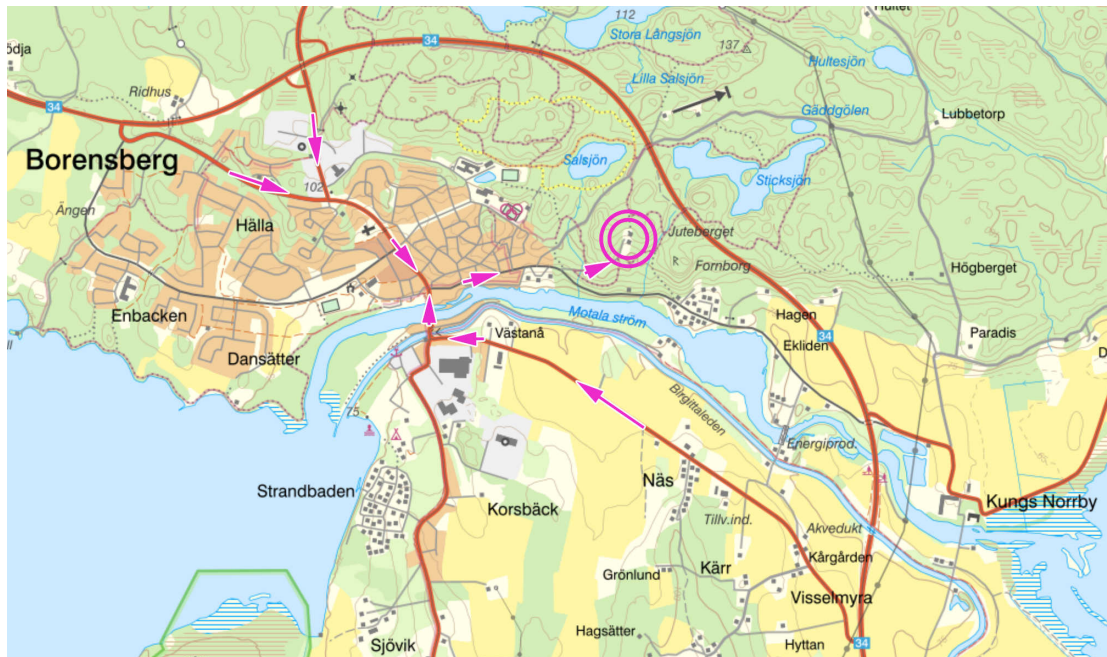 112
Hultet
Stora Långsjön
34
137
ödja
Hultesjön
Lilla Salsjön
Ridhus
34
Gäddgölen
Lubbetorp
Borensberg
Salsjön
Sticksjön
102
Ängen
Hälla
Juteberget
Fornborg
Högberget
Enbacken
Motala ström
Hagen
Västanå
34
Paradis
Dansätter
Ekliden
D
75
Birgittaleden
Energiprod.
65
Näs
Strandbaden
Kungs Norrby
Korsbäck
Tillv.ind.
Akvedukt
Kårgården
Grönlund
Kärr
Visselmyra
Hagsätter
Sjövik
Hyttan
34